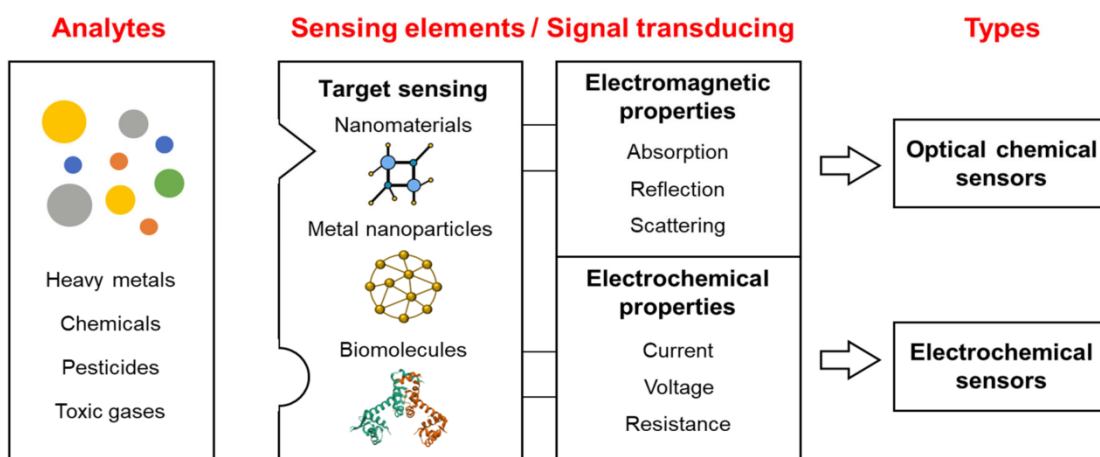 Analytes
Sensing elements / Signal transducing
Types
Heavy metals
Chemicals
Pesticides
Toxic gases
Target sensing
Nanomaterials
Metal nanoparticles
Biomolecules
Electromagnetic
properties
Absorption
Reflection
Scattering
Electrochemical
properties
Current
Voltage
Resistance
Optical chemical
sensors
Electrochemical
sensors